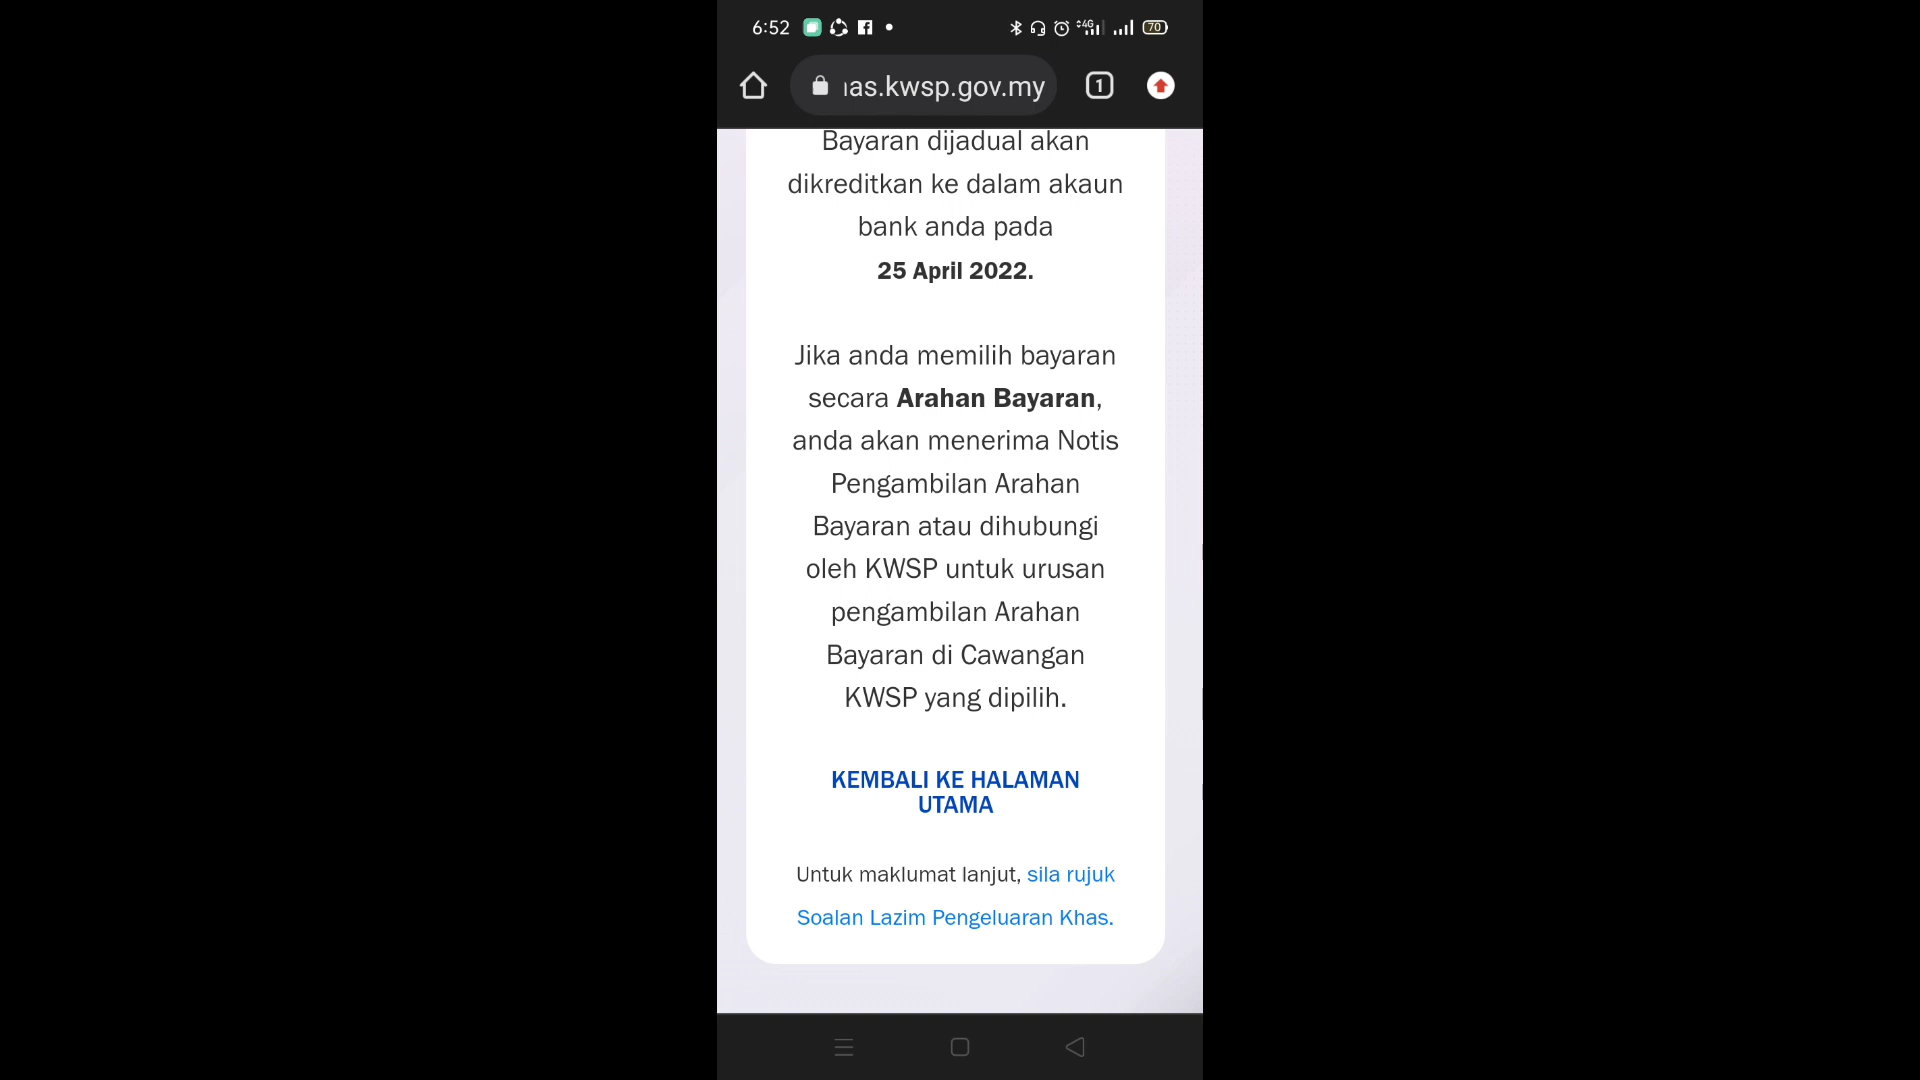 6:52
4G
70
as.kwsp.gov.my
1
Bayaran dijadual akan
dikreditkan ke dalam akaun
bank anda pada
25 April 2022.
Jika anda memilih bayaran
secara Arahan Bayaran,
anda akan menerima Notis
Pengambilan Arahan
Bayaran atau dihubungi
oleh KWSP untuk urusan
pengambilan Arahan
Bayaran di Cawangan
KWSP yang dipilih.
KEMBALI KE HALAMAN
UTAMA
Untuk maklumat lanjut, sila rujuk
Soalan Lazim Pengeluaran Khas.